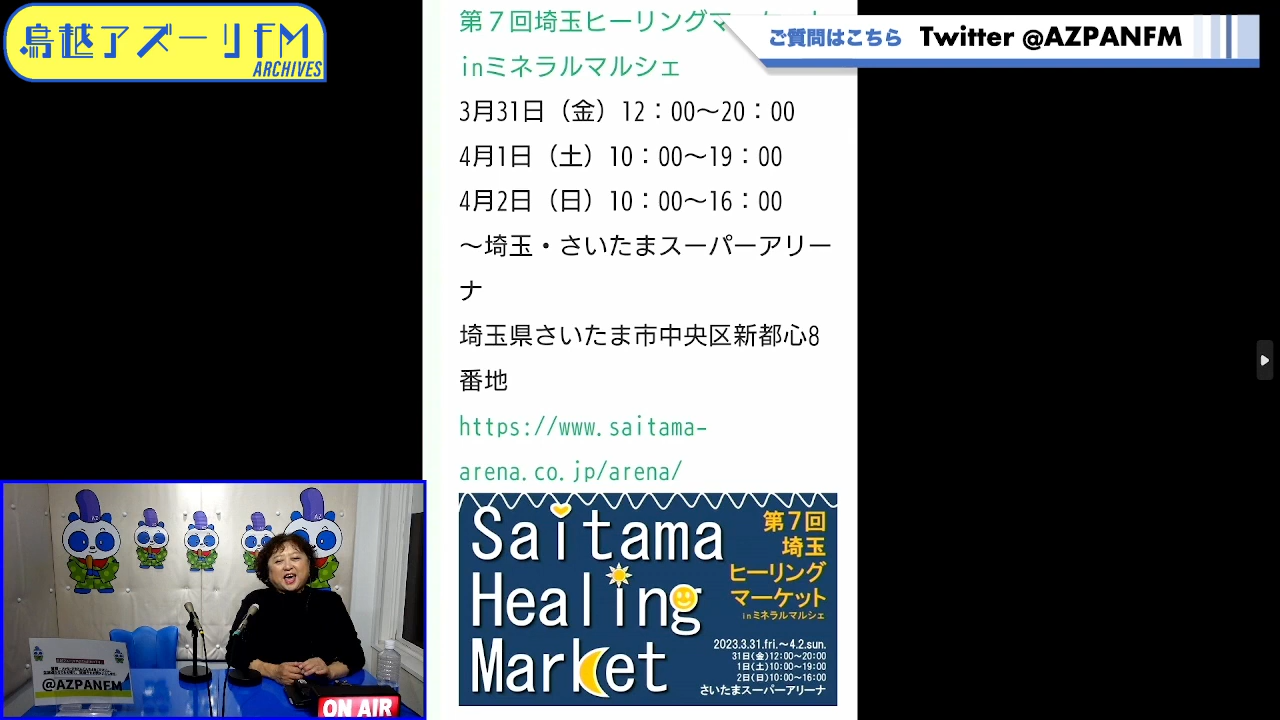 鳥越アズーリFM
ARCHIVES
ご質問はこちら Twitter @AZPANFM
第７回埼玉ヒーリングマーケット
inミネラルマルシェ
3月31日（金）12：00〜20：00
4月1日（土）10：00〜19：00
4月2日（日）10：00〜16：00
〜埼玉・さいたまスーパーアリー
ナ
埼玉県さいたま市中央区新都心8
番地
https://www.saitama-
arena.co.jp/arena/
Saitama
Healing
Market
第7回
埼玉
ヒーリング
マーケット
inミネラルマルシェ
2023.3.31.fri.〜4.2.sun.
31日(金)12:00〜20:00
1日(土)10:00〜19:00
2日(日)10:00〜16:00
さいたまスーパーアリーナ
@AZPANFM
ON AIR